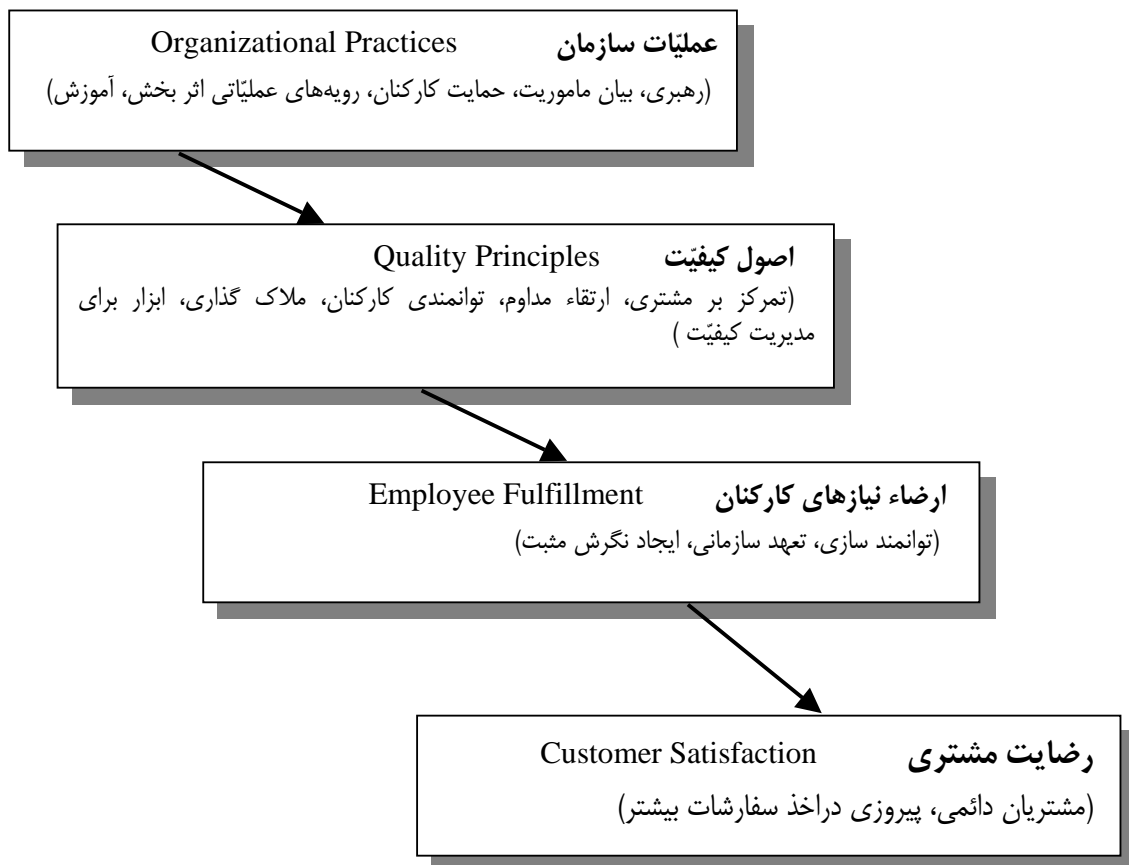 عملیّات سازمان Organizational Practices
(رهبری، بیان ماموریت، حمایت کارکنان، رویه‌های عملیّاتی اثر بخش، آموزش)
اصول کیفیّت Quality Principles
(تمرکز بر مشتری، ارتقاء مداوم، توانمندی کارکنان، ملاک گذاری، ابزار برای
مدیریت کیفیّت )
ارضاء نیازهای کارکنان Employee Fulfillment
(توانمند سازی، تعهد سازمانی، ایجاد نگرش مثبت)
رضایت مشتری Customer Satisfaction
(مشتریان دائمی، پیروزی دراخذ سفارشات بیشتر)